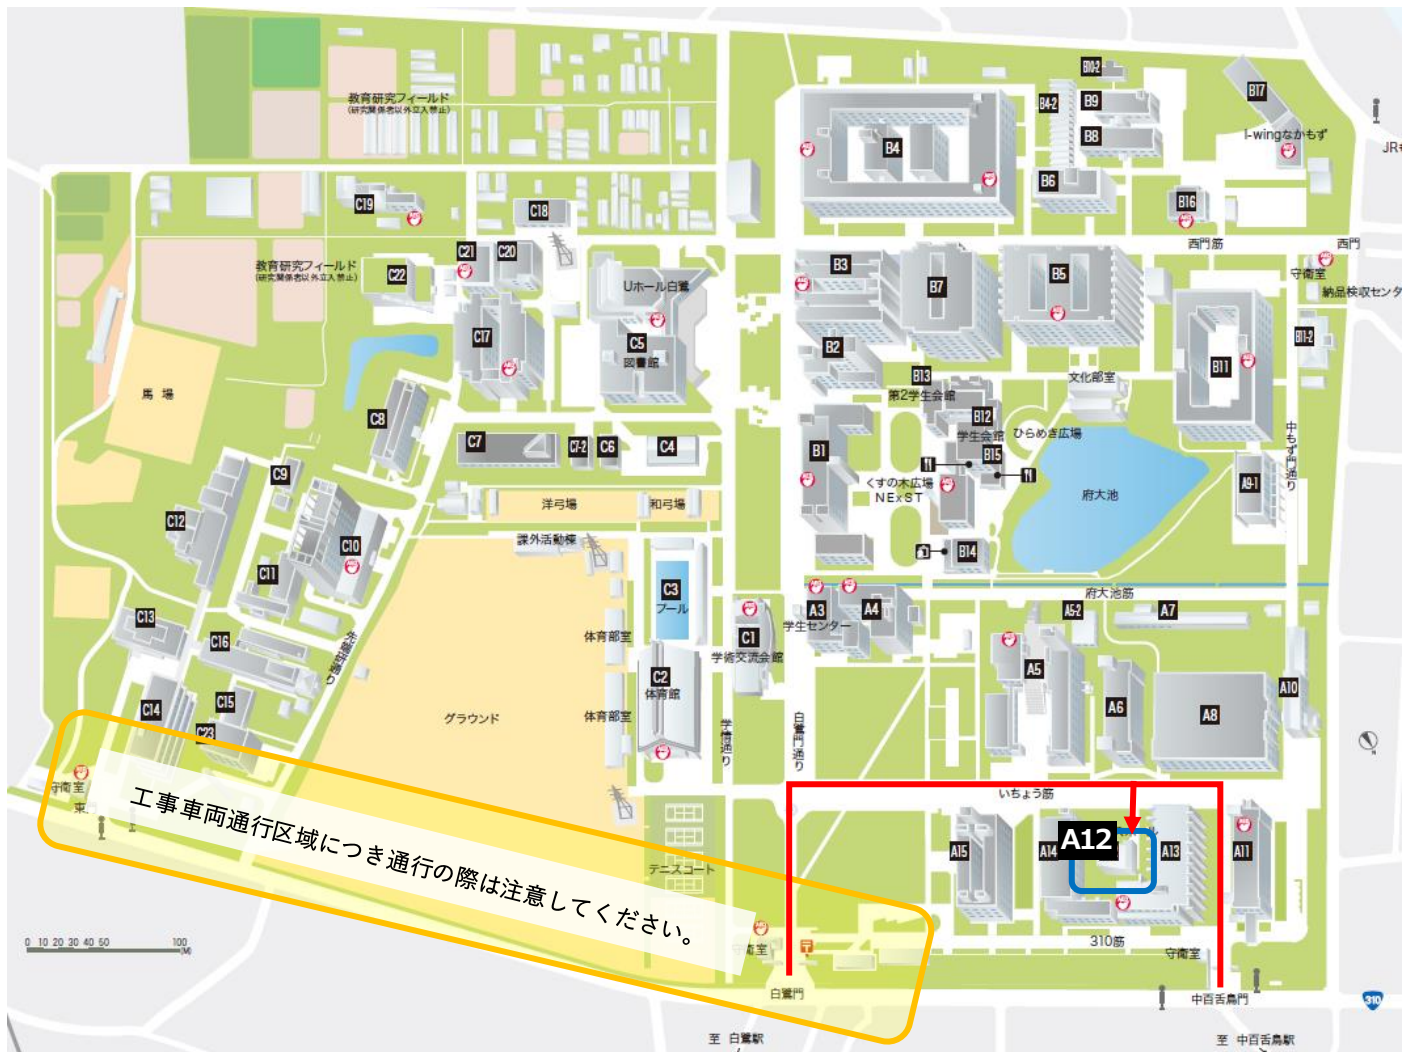 教育研究フィールド
(研究関係者以外立入禁止)
B10-2
B4-2
B9
B17
B8
I-wingなかもず
B4
B6
B16
C19
C18
西門筋
西門
守衛室
納品検収センタ
教育研究フィールド
(研究関係者以外立入禁止)
C22
C21
C20
Uホール白鷺
B3
B7
B5
C17
C5
図書館
B2
B11
B11-2
馬場
C8
B13
第2学生会館
文化部室
B12
学生会館
ひらめき広場
C7
C7-2
C6
C4
B1
B15
中もず門通り
C9
くすの木広場
NExST
府大池
A9-1
洋弓場
和弓場
C12
C10
課外活動棟
B14
C11
C3
プール
府大池筋
C13
C16
体育部室
C1
学術交流会館
A3
学生センター
A4
A5-2
A7
A5
C2
体育館
C14
C15
C23
グラウンド
体育部室
学情通り
白鷺門通り
A6
A8
A10
守衛室
東
工事車両通行区域につき通行の際は注意してください。
いちょう筋
A15
A14
A12
A13
A11
テニスコート
0 10 20 30 40 50 100
(M)
守衛室
310筋
守衛室
白鷺門
中百舌鳥門
310
至 白鷺駅
至 中百舌鳥駅